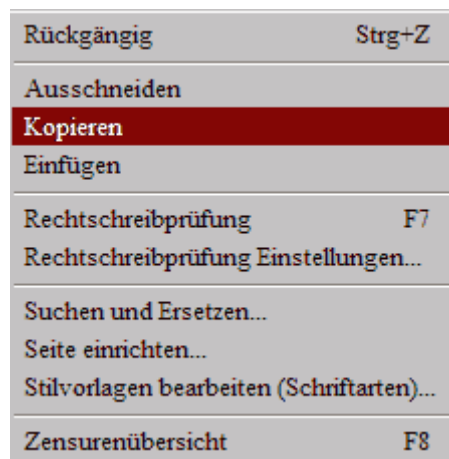 Rückgängig Strg+Z
Ausschneiden
Kopieren
Einfügen
Rechtschreibprüfung F7
Rechtschreibprüfung Einstellungen...
Suchen und Ersetzen...
Seite einrichten...
Stilvorlagen bearbeiten (Schriftarten)...
Zensurenübersicht F8